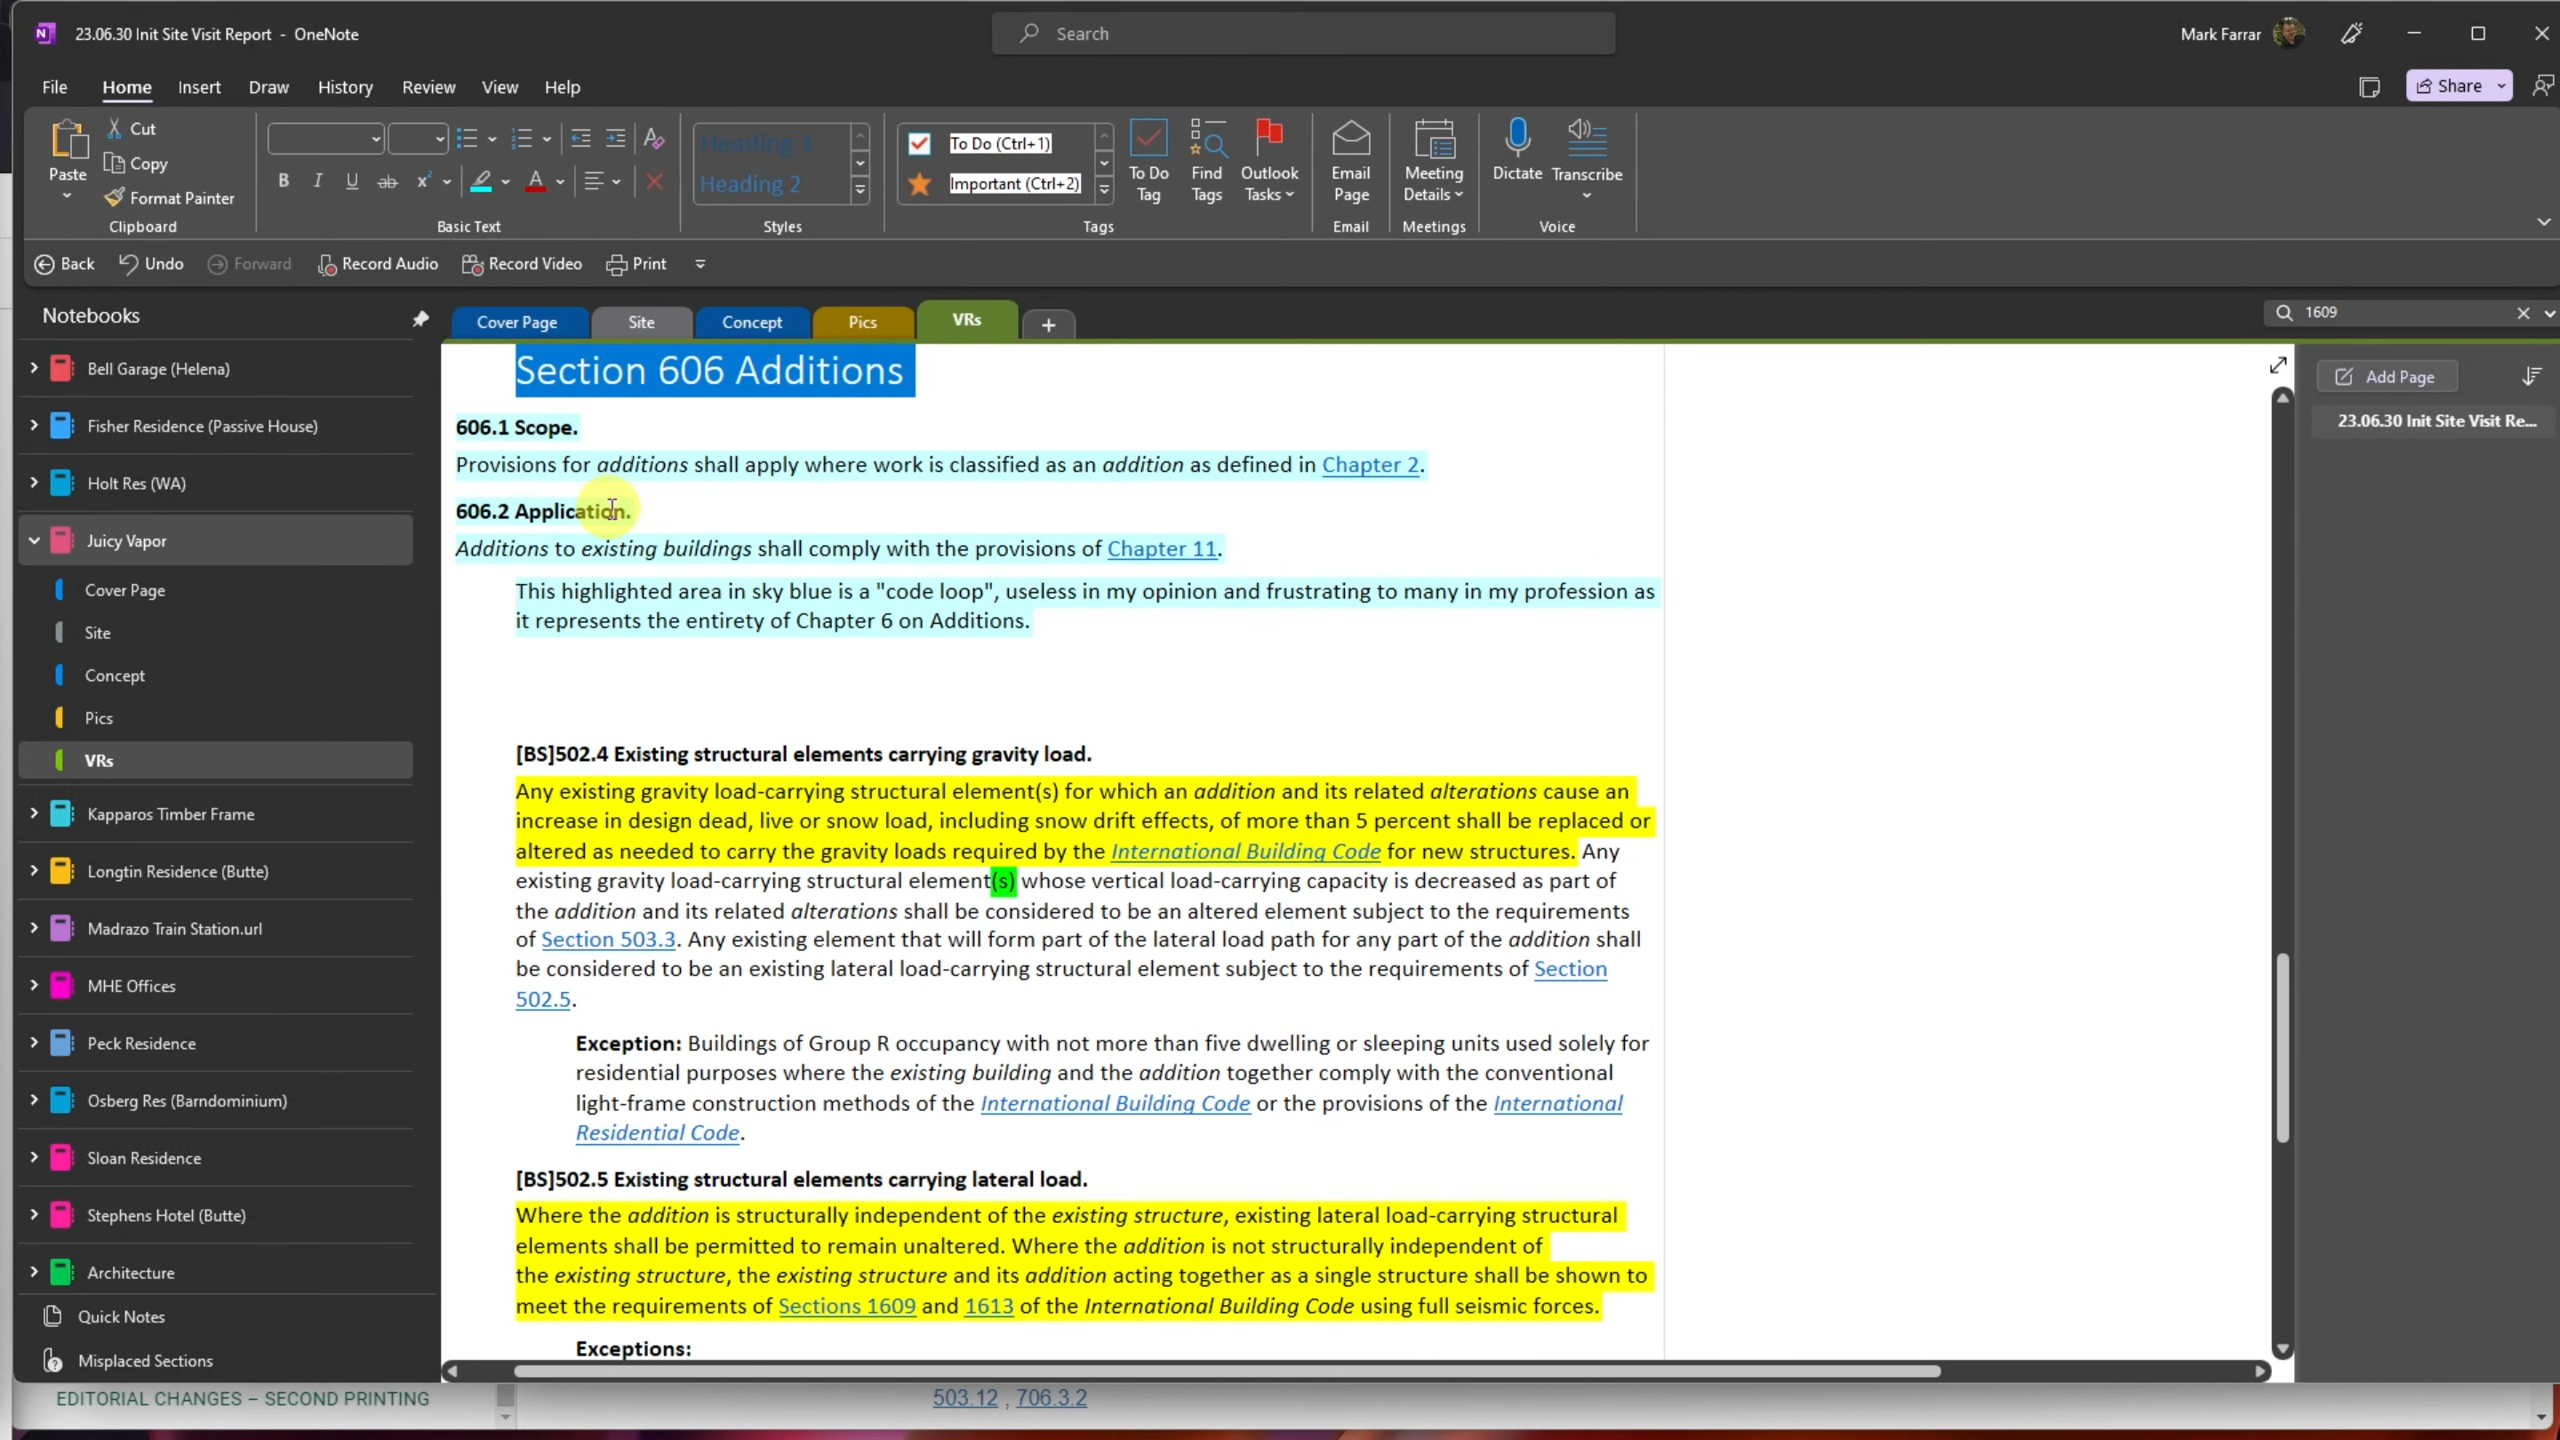 23.06.30 Init Site Visit Report - OneNote
Search
Mark Farrar
File Home Insert Draw History Review View Help
Share
Paste
Cut
Copy
Format Painter
Clipboard
Basic Text
Heading 1
Heading 2
Styles
To Do (Ctrl+1)
Important (Ctrl+2)
To Do Tag
Find Tags
Outlook Tasks
Tags
Email Page
Email
Meeting Details
Meetings
Dictate
Transcribe
Voice
Back Undo Forward Record Audio Record Video Print
Notebooks
Cover Page Site Concept Pics VRs
1609
Bell Garage (Helena)
Fisher Residence (Passive House)
Holt Res (WA)
Juicy Vapor
Cover Page
Site
Concept
Pics
VRs
Kapparos Timber Frame
Longtin Residence (Butte)
Madrazo Train Station.url
MHE Offices
Peck Residence
Osberg Res (Barndominium)
Sloan Residence
Stephens Hotel (Butte)
Architecture
Quick Notes
Misplaced Sections
Add Page
23.06.30 Init Site Visit Re...
Section 606 Additions
606.1 Scope.
Provisions for additions shall apply where work is classified as an addition as defined in Chapter 2.
606.2 Application.
Additions to existing buildings shall comply with the provisions of Chapter 11.
This highlighted area in sky blue is a "code loop", useless in my opinion and frustrating to many in my profession as
it represents the entirety of Chapter 6 on Additions.
[BS]502.4 Existing structural elements carrying gravity load.
Any existing gravity load-carrying structural element(s) for which an addition and its related alterations cause an
increase in design dead, live or snow load, including snow drift effects, of more than 5 percent shall be replaced or
altered as needed to carry the gravity loads required by the International Building Code for new structures. Any
existing gravity load-carrying structural element(s) whose vertical load-carrying capacity is decreased as part of
the addition and its related alterations shall be considered to be an altered element subject to the requirements
of Section 503.3. Any existing element that will form part of the lateral load path for any part of the addition shall
be considered to be an existing lateral load-carrying structural element subject to the requirements of Section
502.5.
Exception: Buildings of Group R occupancy with not more than five dwelling or sleeping units used solely for
residential purposes where the existing building and the addition together comply with the conventional
light-frame construction methods of the International Building Code or the provisions of the International
Residential Code.
[BS]502.5 Existing structural elements carrying lateral load.
Where the addition is structurally independent of the existing structure, existing lateral load-carrying structural
elements shall be permitted to remain unaltered. Where the addition is not structurally independent of
the existing structure, the existing structure and its addition acting together as a single structure shall be shown to
meet the requirements of Sections 1609 and 1613 of the International Building Code using full seismic forces.
Exceptions:
EDITORIAL CHANGES – SECOND PRINTING
503.12 , 706.3.2